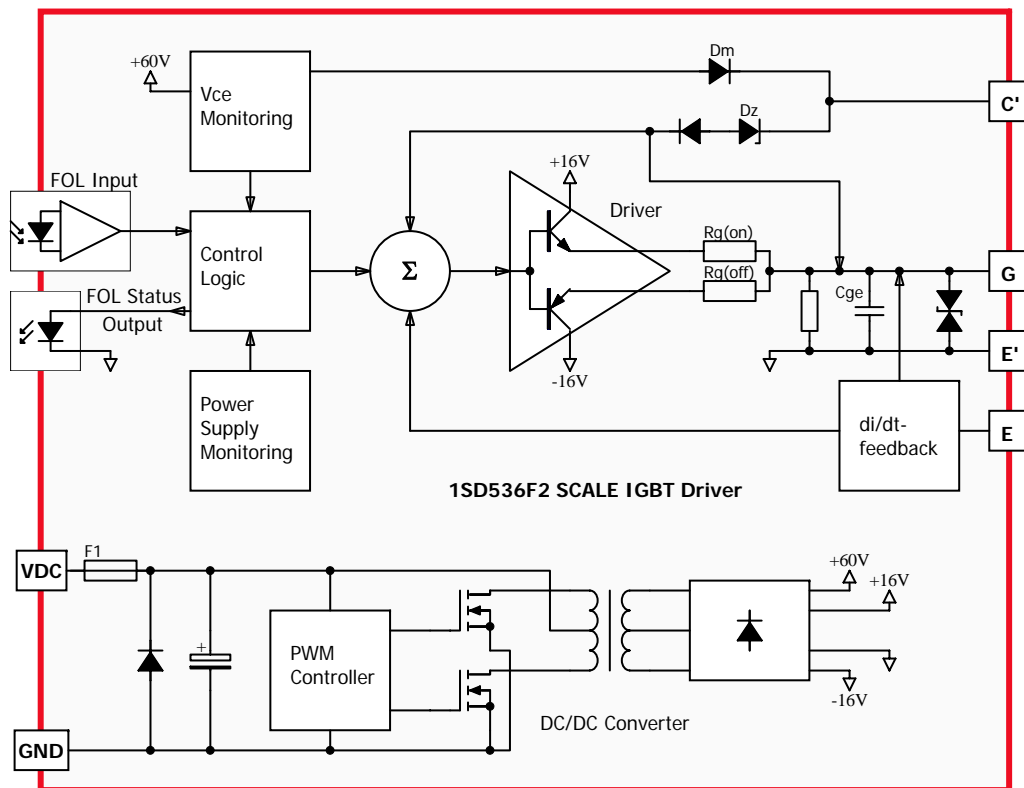 +60V
Vce
Monitoring
Dm
C'
Dz
+16V
FOL Input
Driver
Control
Logic
Σ
Rg(on)
Rg(off)
G
FOL Status
Output
Cge
E'
-16V
Power
Supply
Monitoring
di/dt-
feedback
E
1SD536F2 SCALE IGBT Driver
VDC
F1
+60V
+16V
+
PWM
Controller
-16V
DC/DC Converter
GND